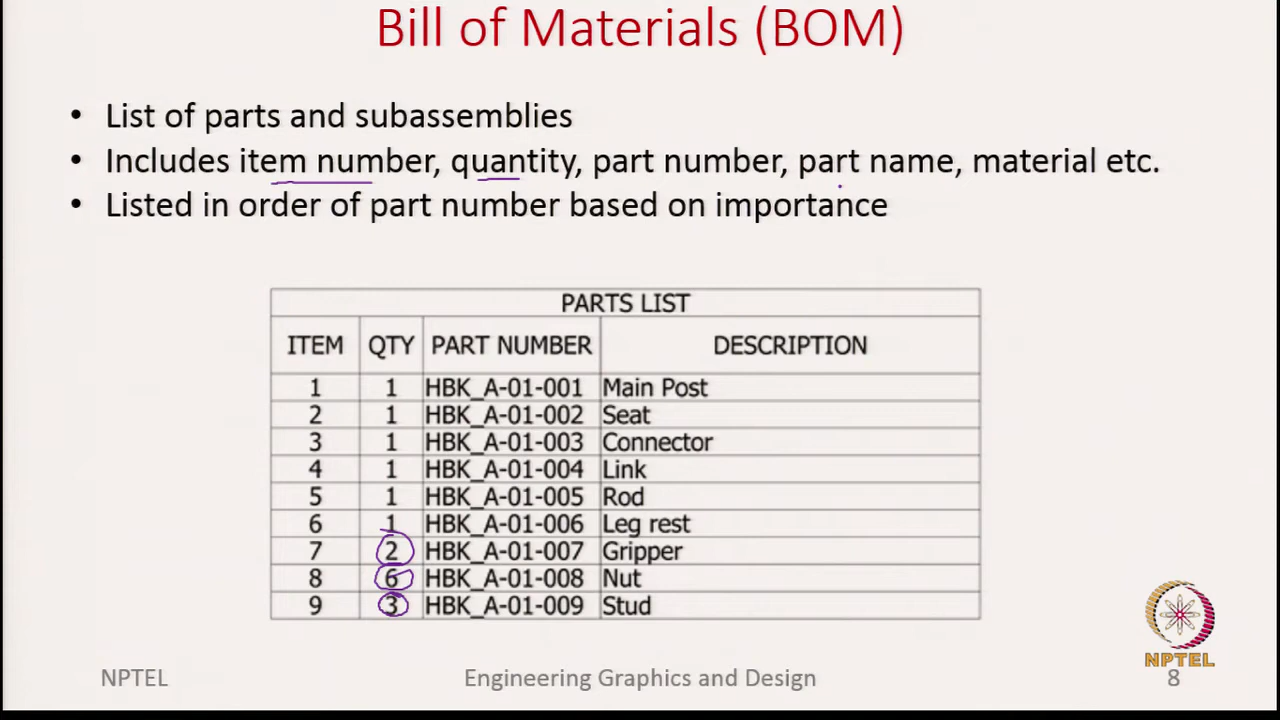 Bill of Materials (BOM)
• List of parts and subassemblies
• Includes item number, quantity, part number, part name, material etc.
• Listed in order of part number based on importance
PARTS LIST
ITEM QTY PART NUMBER DESCRIPTION
1 1 HBK_A-01-001 Main Post
2 1 HBK_A-01-002 Seat
3 1 HBK_A-01-003 Connector
4 1 HBK_A-01-004 Link
5 1 HBK_A-01-005 Rod
6 1 HBK_A-01-006 Leg rest
7 2 HBK_A-01-007 Gripper
8 6 HBK_A-01-008 Nut
9 3 HBK_A-01-009 Stud
NPTEL
NPTEL Engineering Graphics and Design 8